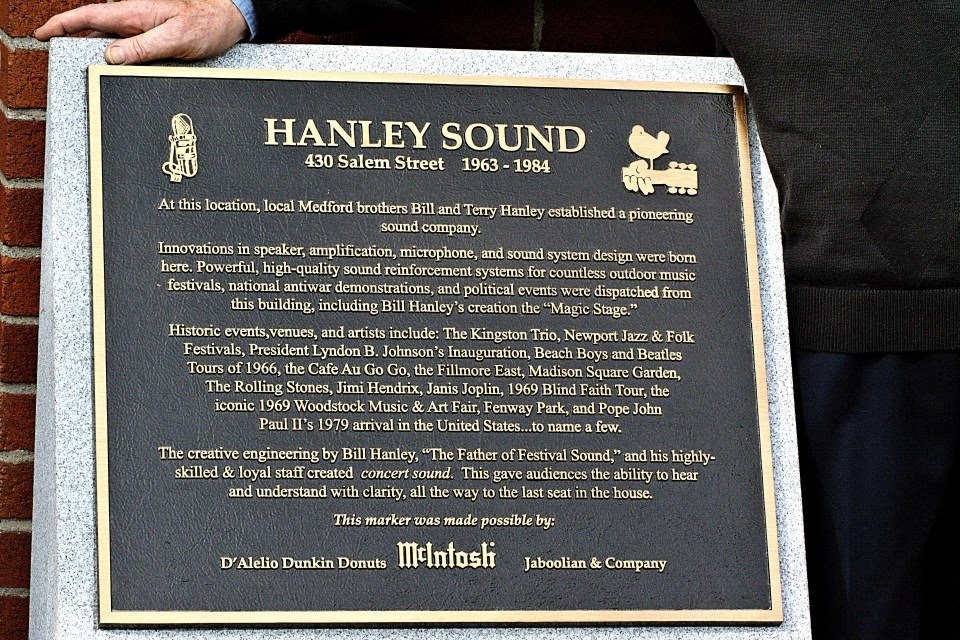 HANLEY SOUND
430 Salem Street 1963 - 1984
At this location, local Medford brothers Bill and Terry Hanley established a pioneering
sound company.
Innovations in speaker, amplification, microphone, and sound system design were born
here. Powerful, high-quality sound reinforcement systems for countless outdoor music
festivals, national antiwar demonstrations, and political events were dispatched from
this building, including Bill Hanley's creation the "Magic Stage."
Historic events,venues, and artists include: The Kingston Trio, Newport Jazz & Folk
Festivals, President Lyndon B. Johnson's Inauguration, Beach Boys and Beatles
Tours of 1966, the Cafe Au Go Go, the Fillmore East, Madison Square Garden,
The Rolling Stones, Jimi Hendrix, Janis Joplin, 1969 Blind Faith Tour, the
iconic 1969 Woodstock Music & Art Fair, Fenway Park, and Pope John
Paul II's 1979 arrival in the United States...to name a few.
The creative engineering by Bill Hanley, "The Father of Festival Sound," and his highly-
skilled & loyal staff created concert sound. This gave audiences the ability to hear
and understand with clarity, all the way to the last seat in the house.
This marker was made possible by:
D'Alelio Dunkin Donuts McIntosh Jaboolian & Company